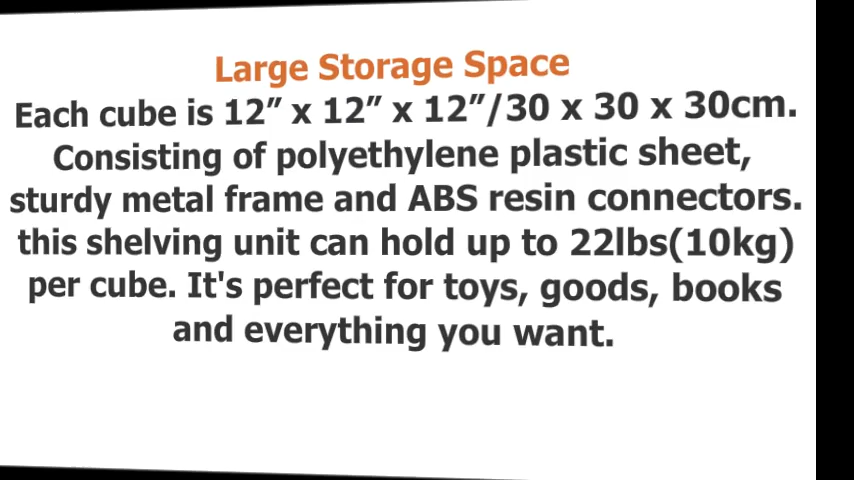 Large Storage Space
Each cube is 12” x 12” x 12”/30 x 30 x 30cm.
Consisting of polyethylene plastic sheet,
sturdy metal frame and ABS resin connectors.
this shelving unit can hold up to 22lbs(10kg)
per cube. It's perfect for toys, goods, books
and everything you want.